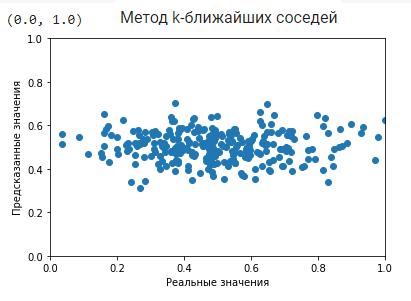 (0.0, 1.0)
Метод k-ближайших соседей
1.0
0.8
0.6
0.4
0.2
0.0
Предсказанные значения
0.0 0.2 0.4 0.6 0.8 1.0
Реальные значения